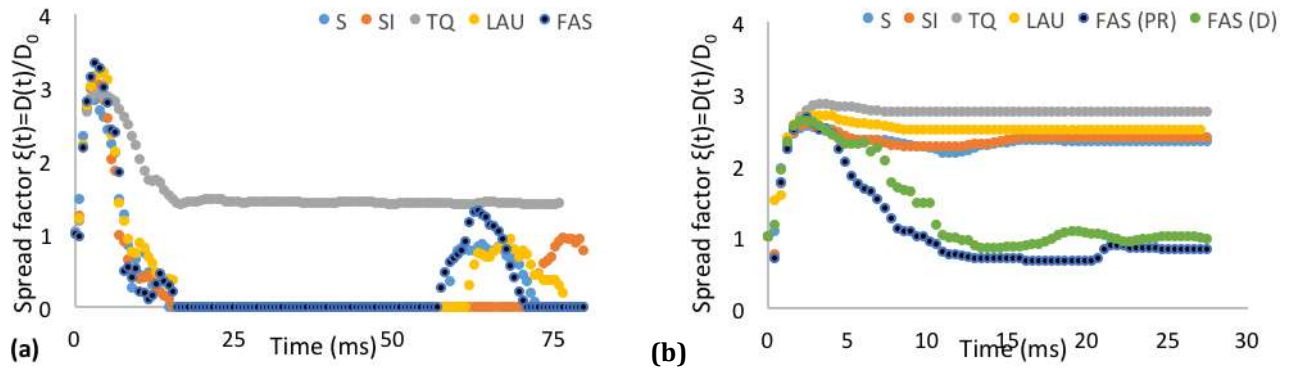 S SI TQ LAU FAS
4
3
2
1
0
Spread factor ξ(t)=D(t)/D₀
0 25 50 75
Time (ms)
(a)
S SI TQ LAU FAS (PR) FAS (D)
4
3
2
1
0
Spread factor ξ(t)=D(t)/D₀
0 5 10 15 20 25 30
Time (ms)
(b)